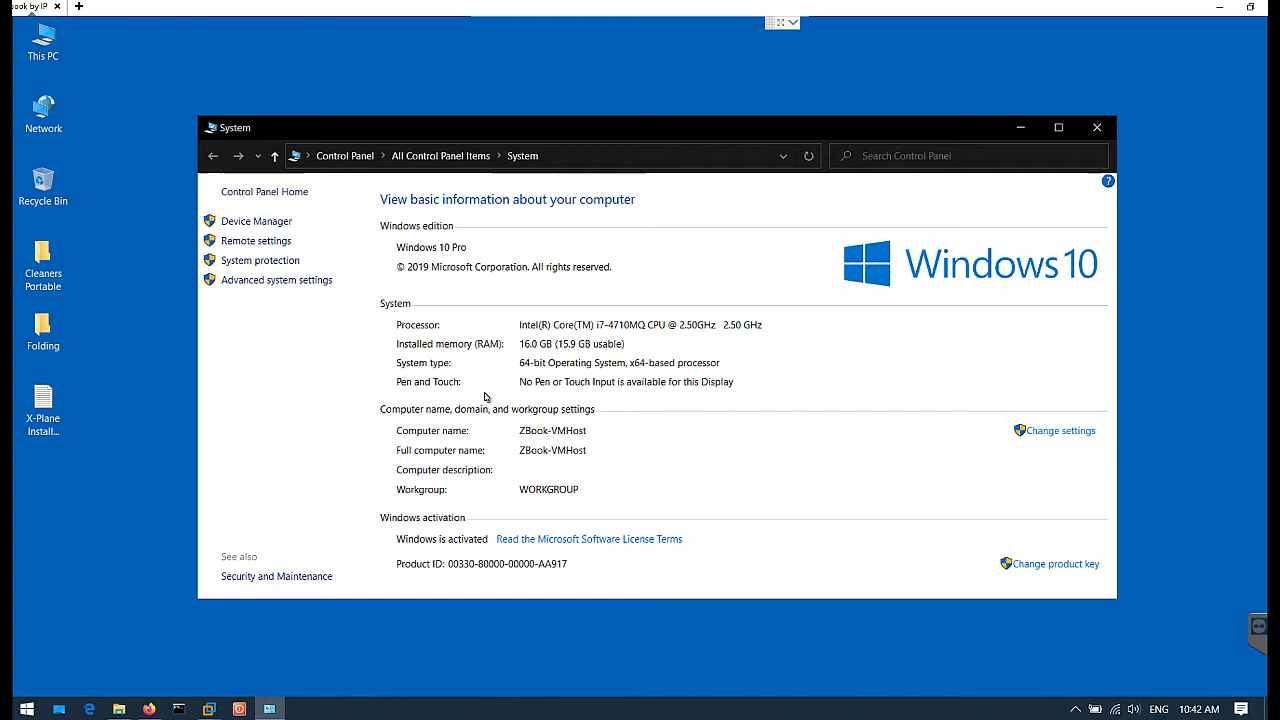 ook by IP
This PC
Network
Recycle Bin
Cleaners
Portable
Folding
X-Plane
Install...
System
Control Panel
All Control Panel Items
System
Search Control Panel
Control Panel Home
Device Manager
Remote settings
System protection
Advanced system settings
See also
Security and Maintenance
View basic information about your computer
Windows edition
Windows 10 Pro
© 2019 Microsoft Corporation. All rights reserved.
Windows 10
System
Processor: Intel(R) Core(TM) i7-4710MQ CPU @ 2.50GHz 2.50 GHz
Installed memory (RAM): 16.0 GB (15.9 GB usable)
System type: 64-bit Operating System, x64-based processor
Pen and Touch: No Pen or Touch Input is available for this Display
Computer name, domain, and workgroup settings
Computer name: ZBook-VMHost
Change settings
Full computer name: ZBook-VMHost
Computer description:
Workgroup: WORKGROUP
Windows activation
Windows is activated Read the Microsoft Software License Terms
Product ID: 00330-80000-00000-AA917
Change product key
ENG 10:42 AM